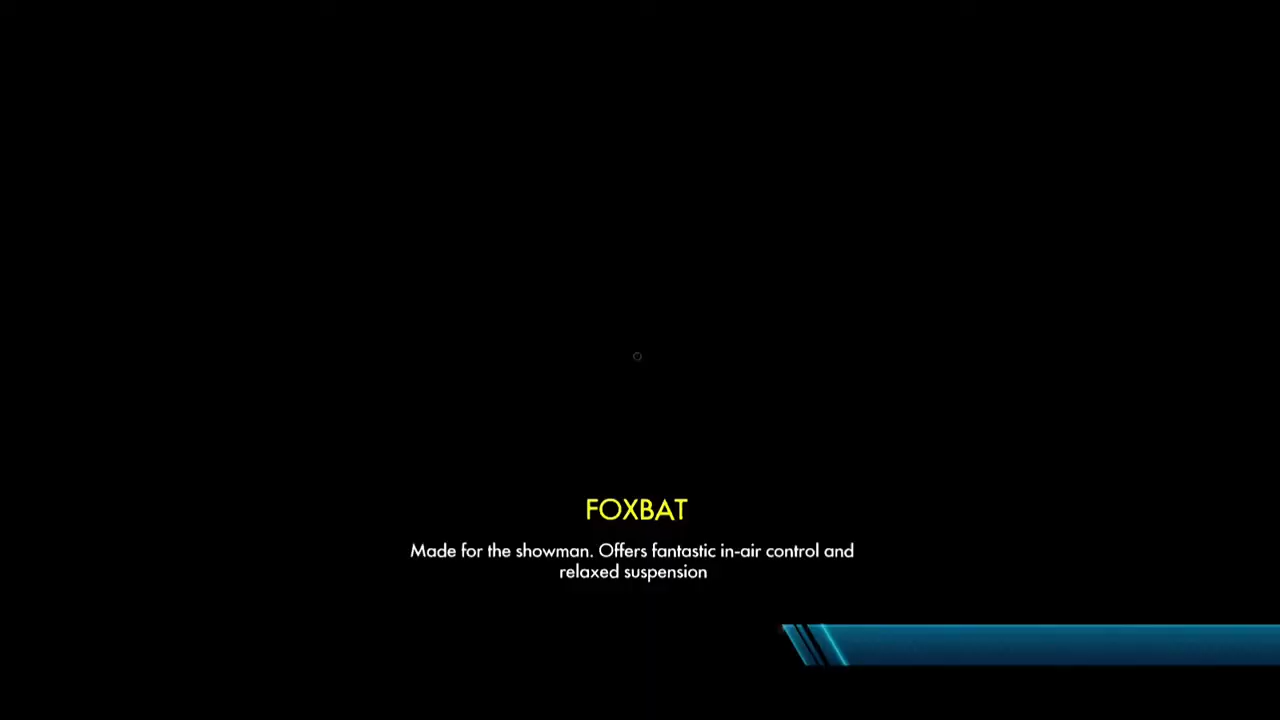 FOXBAT
Made for the showman. Offers fantastic in-air control and
relaxed suspension